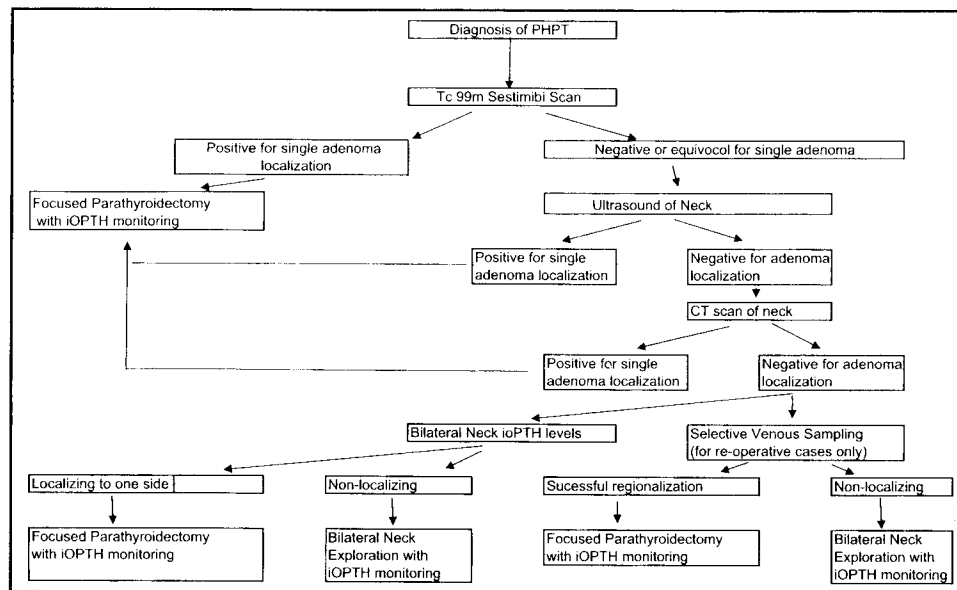 Diagnosis of PHPT
Tc 99m Sestimibi Scan
Positive for single adenoma
localization
Negative or equivocol for single adenoma
Focused Parathyroidectomy
with iOPTH monitoring
Ultrasound of Neck
Positive for single
adenoma localization
Negative for adenoma
localization
CT scan of neck
Positive for single
adenoma localization
Negative for adenoma
localization
Bilateral Neck ioPTH levels
Selective Venous Sampling
(for re-operative cases only)
Localizing to one side
Non-localizing
Sucessful regionalization
Non-localizing
Focused Parathyroidectomy
with iOPTH monitoring
Bilateral Neck
Exploration with
iOPTH monitoring
Focused Parathyroidectomy
with iOPTH monitoring
Bilateral Neck
Exploration with
iOPTH monitoring